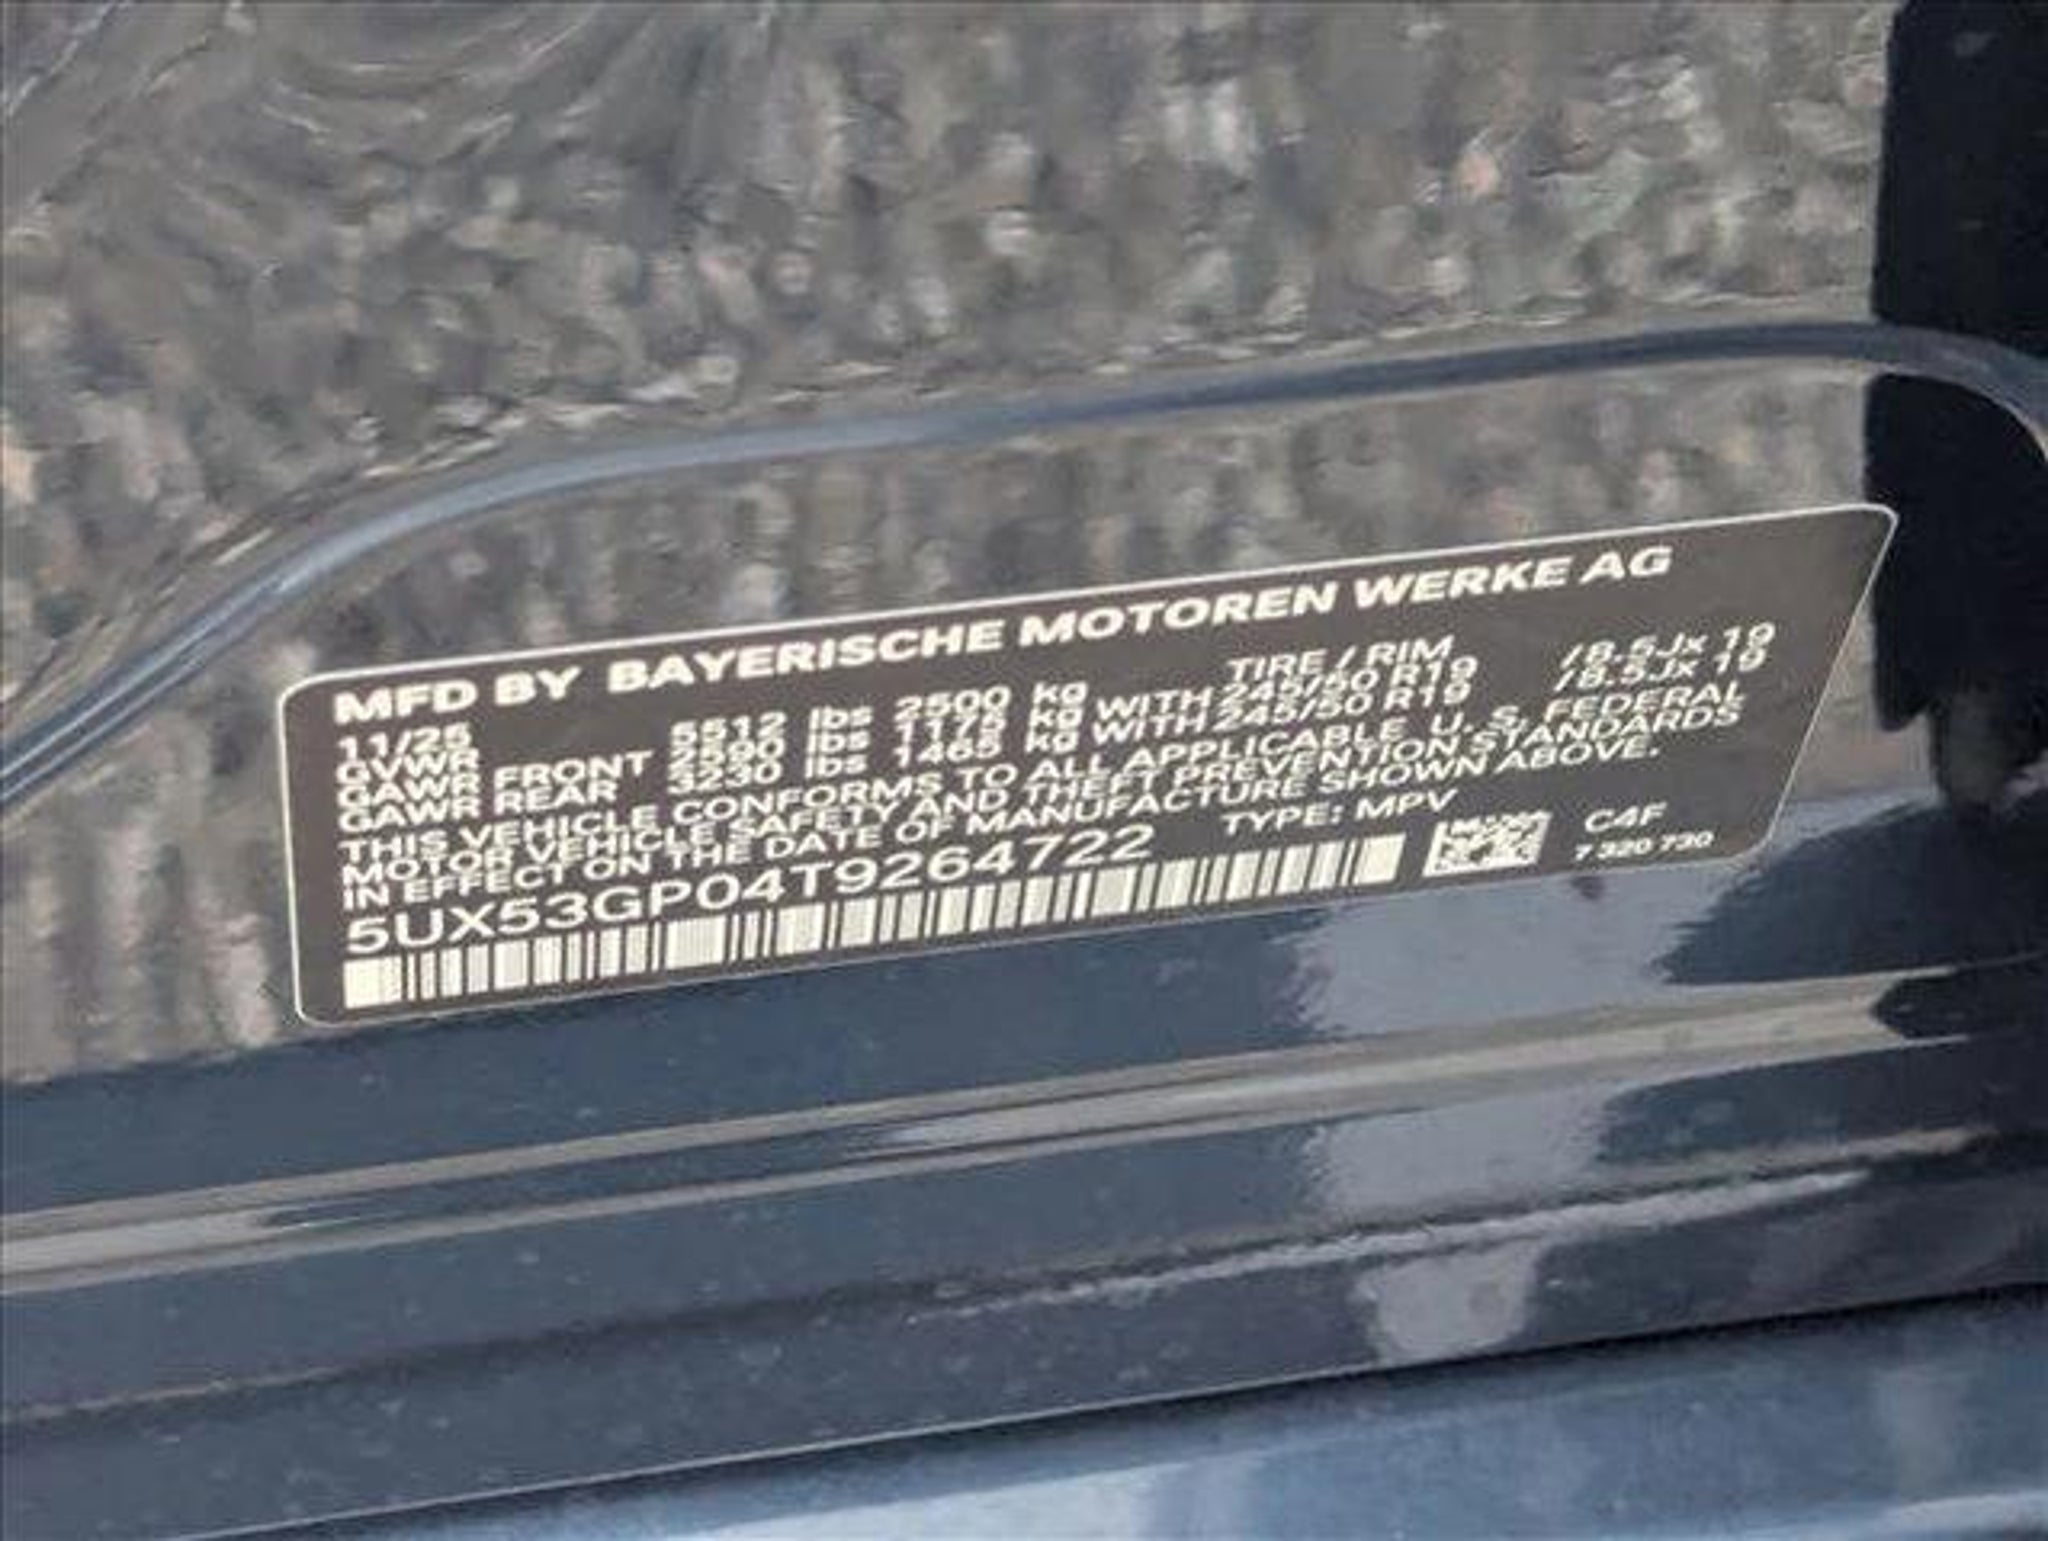 MFD BY BAYERISCHE MOTOREN WERKE AG
11/25 TIRE / RIM
GVWR 5512 lbs 2500 kg
GAWR FRONT 2590 lbs 1175 kg WITH 245/50 R19 /8.5Jx 19
GAWR REAR 3230 lbs 1465 kg WITH 245/50 R19 /8.5Jx 19
THIS VEHICLE CONFORMS TO ALL APPLICABLE U. S. FEDERAL
MOTOR VEHICLE SAFETY AND THEFT PREVENTION STANDARDS
IN EFFECT ON THE DATE OF MANUFACTURE SHOWN ABOVE.
5UX53GP04T9264722 TYPE: MPV
C4F
7 320 730